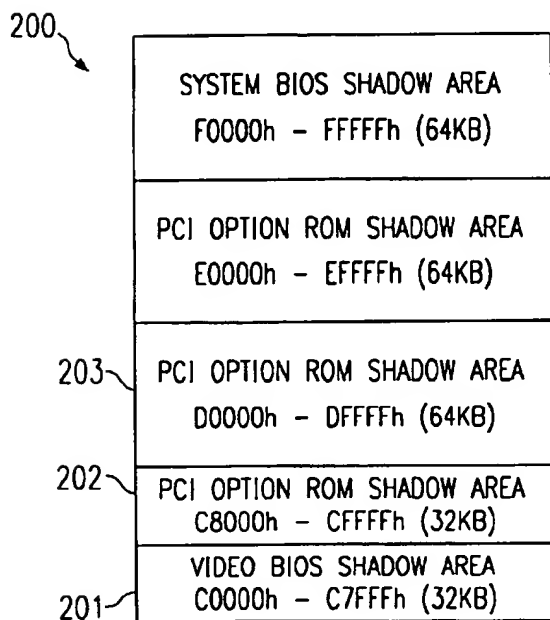 200
SYSTEM BIOS SHADOW AREA
F0000h - FFFFFh (64KB)
PCI OPTION ROM SHADOW AREA
E0000h - EFFFFh (64KB)
203
PCI OPTION ROM SHADOW AREA
D0000h - DFFFFh (64KB)
202
PCI OPTION ROM SHADOW AREA
C8000h - CFFFFh (32KB)
201
VIDEO BIOS SHADOW AREA
C0000h - C7FFFh (32KB)